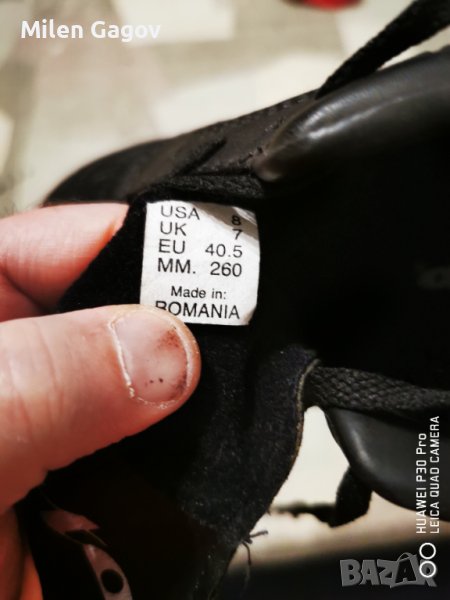 Milen Gagov
USA 8
UK 7
EU 40.5
MM. 260
Made in:
ROMANIA
HUAWEI P30 Pro
LEICA QUAD CAMERA
bazar